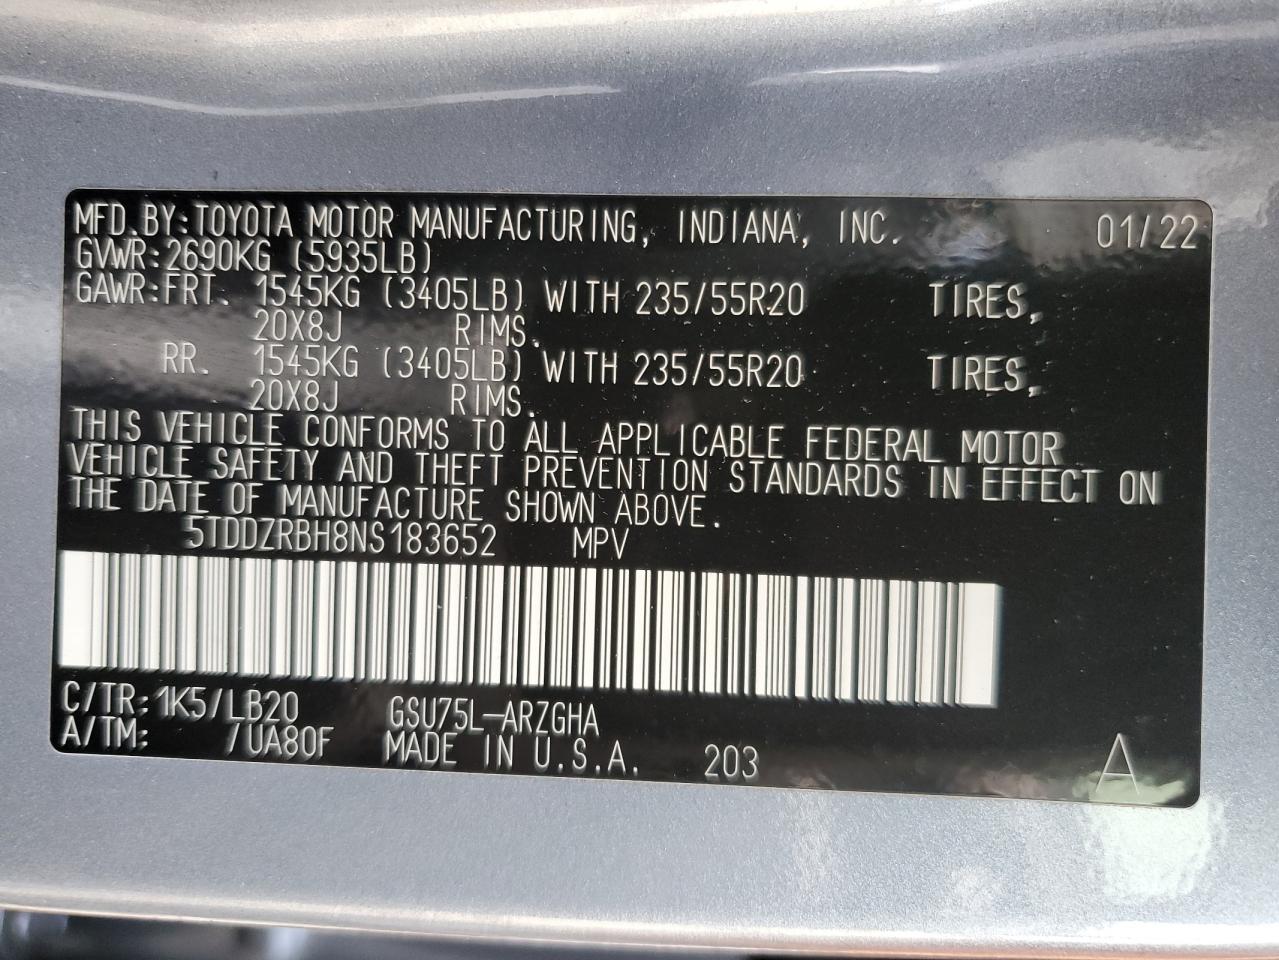 MFD.BY:TOYOTA MOTOR MANUFACTURING, INDIANA, INC. 01/22
GVWR:2690KG (5935LB)
GAWR:FRT. 1545KG (3405LB) WITH 235/55R20 TIRES,
20X8J RIMS.
RR. 1545KG (3405LB) WITH 235/55R20 TIRES,
20X8J RIMS.
THIS VEHICLE CONFORMS TO ALL APPLICABLE FEDERAL MOTOR
VEHICLE SAFETY AND THEFT PREVENTION STANDARDS IN EFFECT ON
THE DATE OF MANUFACTURE SHOWN ABOVE.
5TDDZRBH8NS183652 MPV
C/TR:1K5/LB20 GSU75L-ARZGHA
A/TM: /UA80F MADE IN U.S.A. 203 A